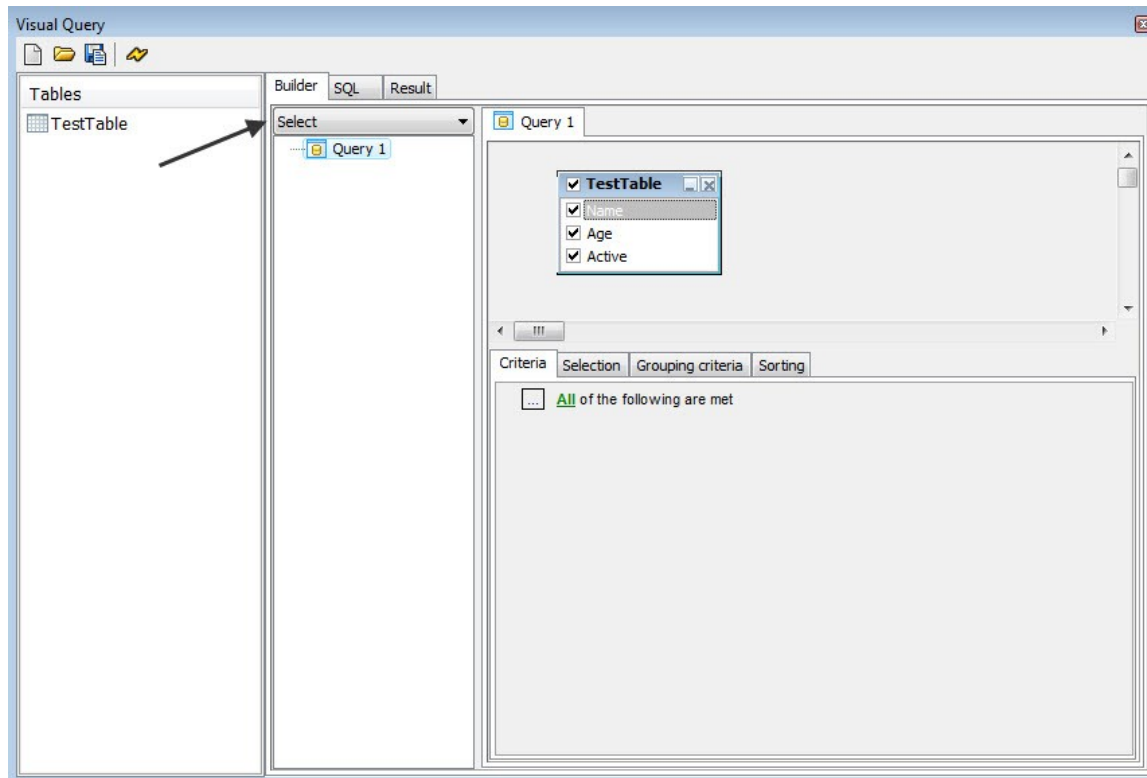 Visual Query
Tables
TestTable
Builder SQL Result
Select
Query 1
Query 1
TestTable
Name
Age
Active
Criteria Selection Grouping criteria Sorting
... All of the following are met